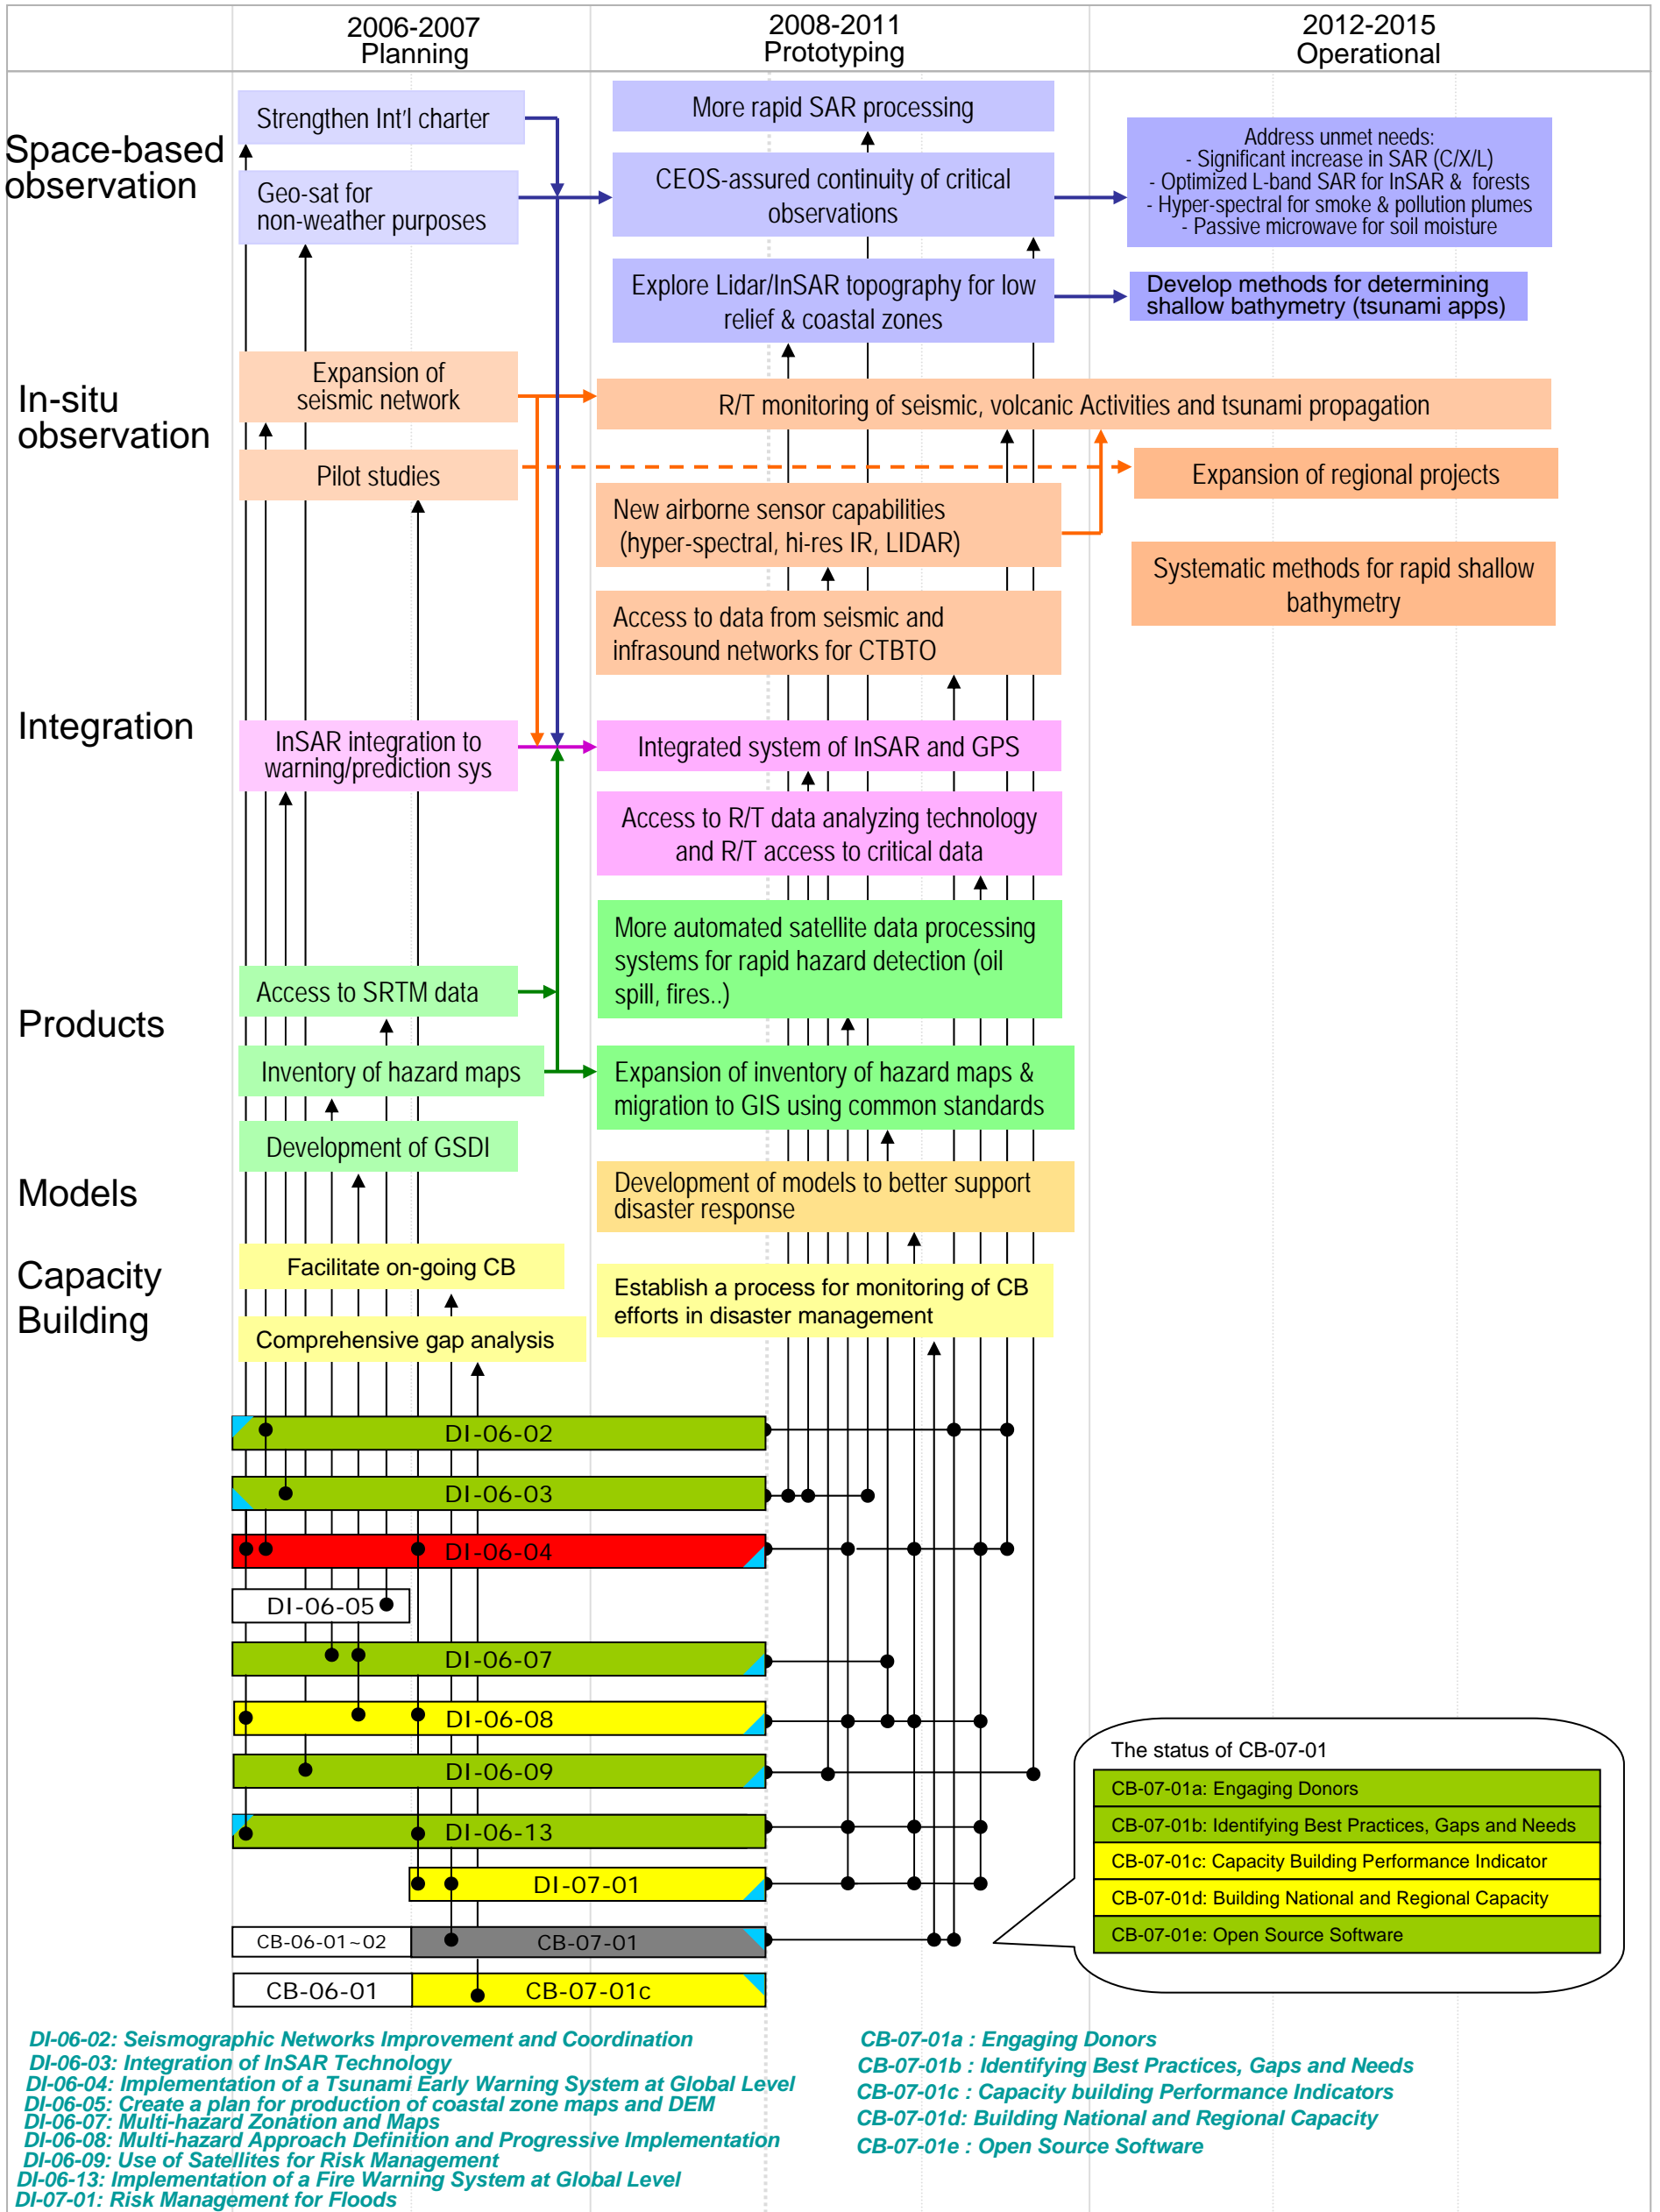 2006-2007
Planning
2008-2011
Prototyping
2012-2015
Operational
Space-based
observation
Strengthen Int'l charter
Geo-sat for
non-weather purposes
More rapid SAR processing
CEOS-assured continuity of critical
observations
Explore Lidar/InSAR topography for low
relief & coastal zones
Address unmet needs:
- Significant increase in SAR (C/X/L)
- Optimized L-band SAR for InSAR & forests
- Hyper-spectral for smoke & pollution plumes
- Passive microwave for soil moisture
Develop methods for determining
shallow bathymetry (tsunami apps)
In-situ
observation
Expansion of
seismic network
Pilot studies
R/T monitoring of seismic, volcanic Activities and tsunami propagation
New airborne sensor capabilities
(hyper-spectral, hi-res IR, LIDAR)
Access to data from seismic and
infrasound networks for CTBTO
Expansion of regional projects
Systematic methods for rapid shallow
bathymetry
Integration
InSAR integration to
warning/prediction sys
Integrated system of InSAR and GPS
Access to R/T data analyzing technology
and R/T access to critical data
Products
Access to SRTM data
Inventory of hazard maps
Development of GSDI
More automated satellite data processing
systems for rapid hazard detection (oil
spill, fires..)
Expansion of inventory of hazard maps &
migration to GIS using common standards
Models
Development of models to better support
disaster response
Capacity
Building
Facilitate on-going CB
Comprehensive gap analysis
Establish a process for monitoring of CB
efforts in disaster management
DI-06-02
DI-06-03
DI-06-04
DI-06-05
DI-06-07
DI-06-08
DI-06-09
DI-06-13
DI-07-01
CB-06-01~02
CB-07-01
CB-06-01
CB-07-01c
The status of CB-07-01
CB-07-01a: Engaging Donors
CB-07-01b: Identifying Best Practices, Gaps and Needs
CB-07-01c: Capacity Building Performance Indicator
CB-07-01d: Building National and Regional Capacity
CB-07-01e: Open Source Software
DI-06-02: Seismographic Networks Improvement and Coordination
DI-06-03: Integration of InSAR Technology
DI-06-04: Implementation of a Tsunami Early Warning System at Global Level
DI-06-05: Create a plan for production of coastal zone maps and DEM
DI-06-07: Multi-hazard Zonation and Maps
DI-06-08: Multi-hazard Approach Definition and Progressive Implementation
DI-06-09: Use of Satellites for Risk Management
DI-06-13: Implementation of a Fire Warning System at Global Level
DI-07-01: Risk Management for Floods
CB-07-01a : Engaging Donors
CB-07-01b : Identifying Best Practices, Gaps and Needs
CB-07-01c : Capacity building Performance Indicators
CB-07-01d: Building National and Regional Capacity
CB-07-01e : Open Source Software